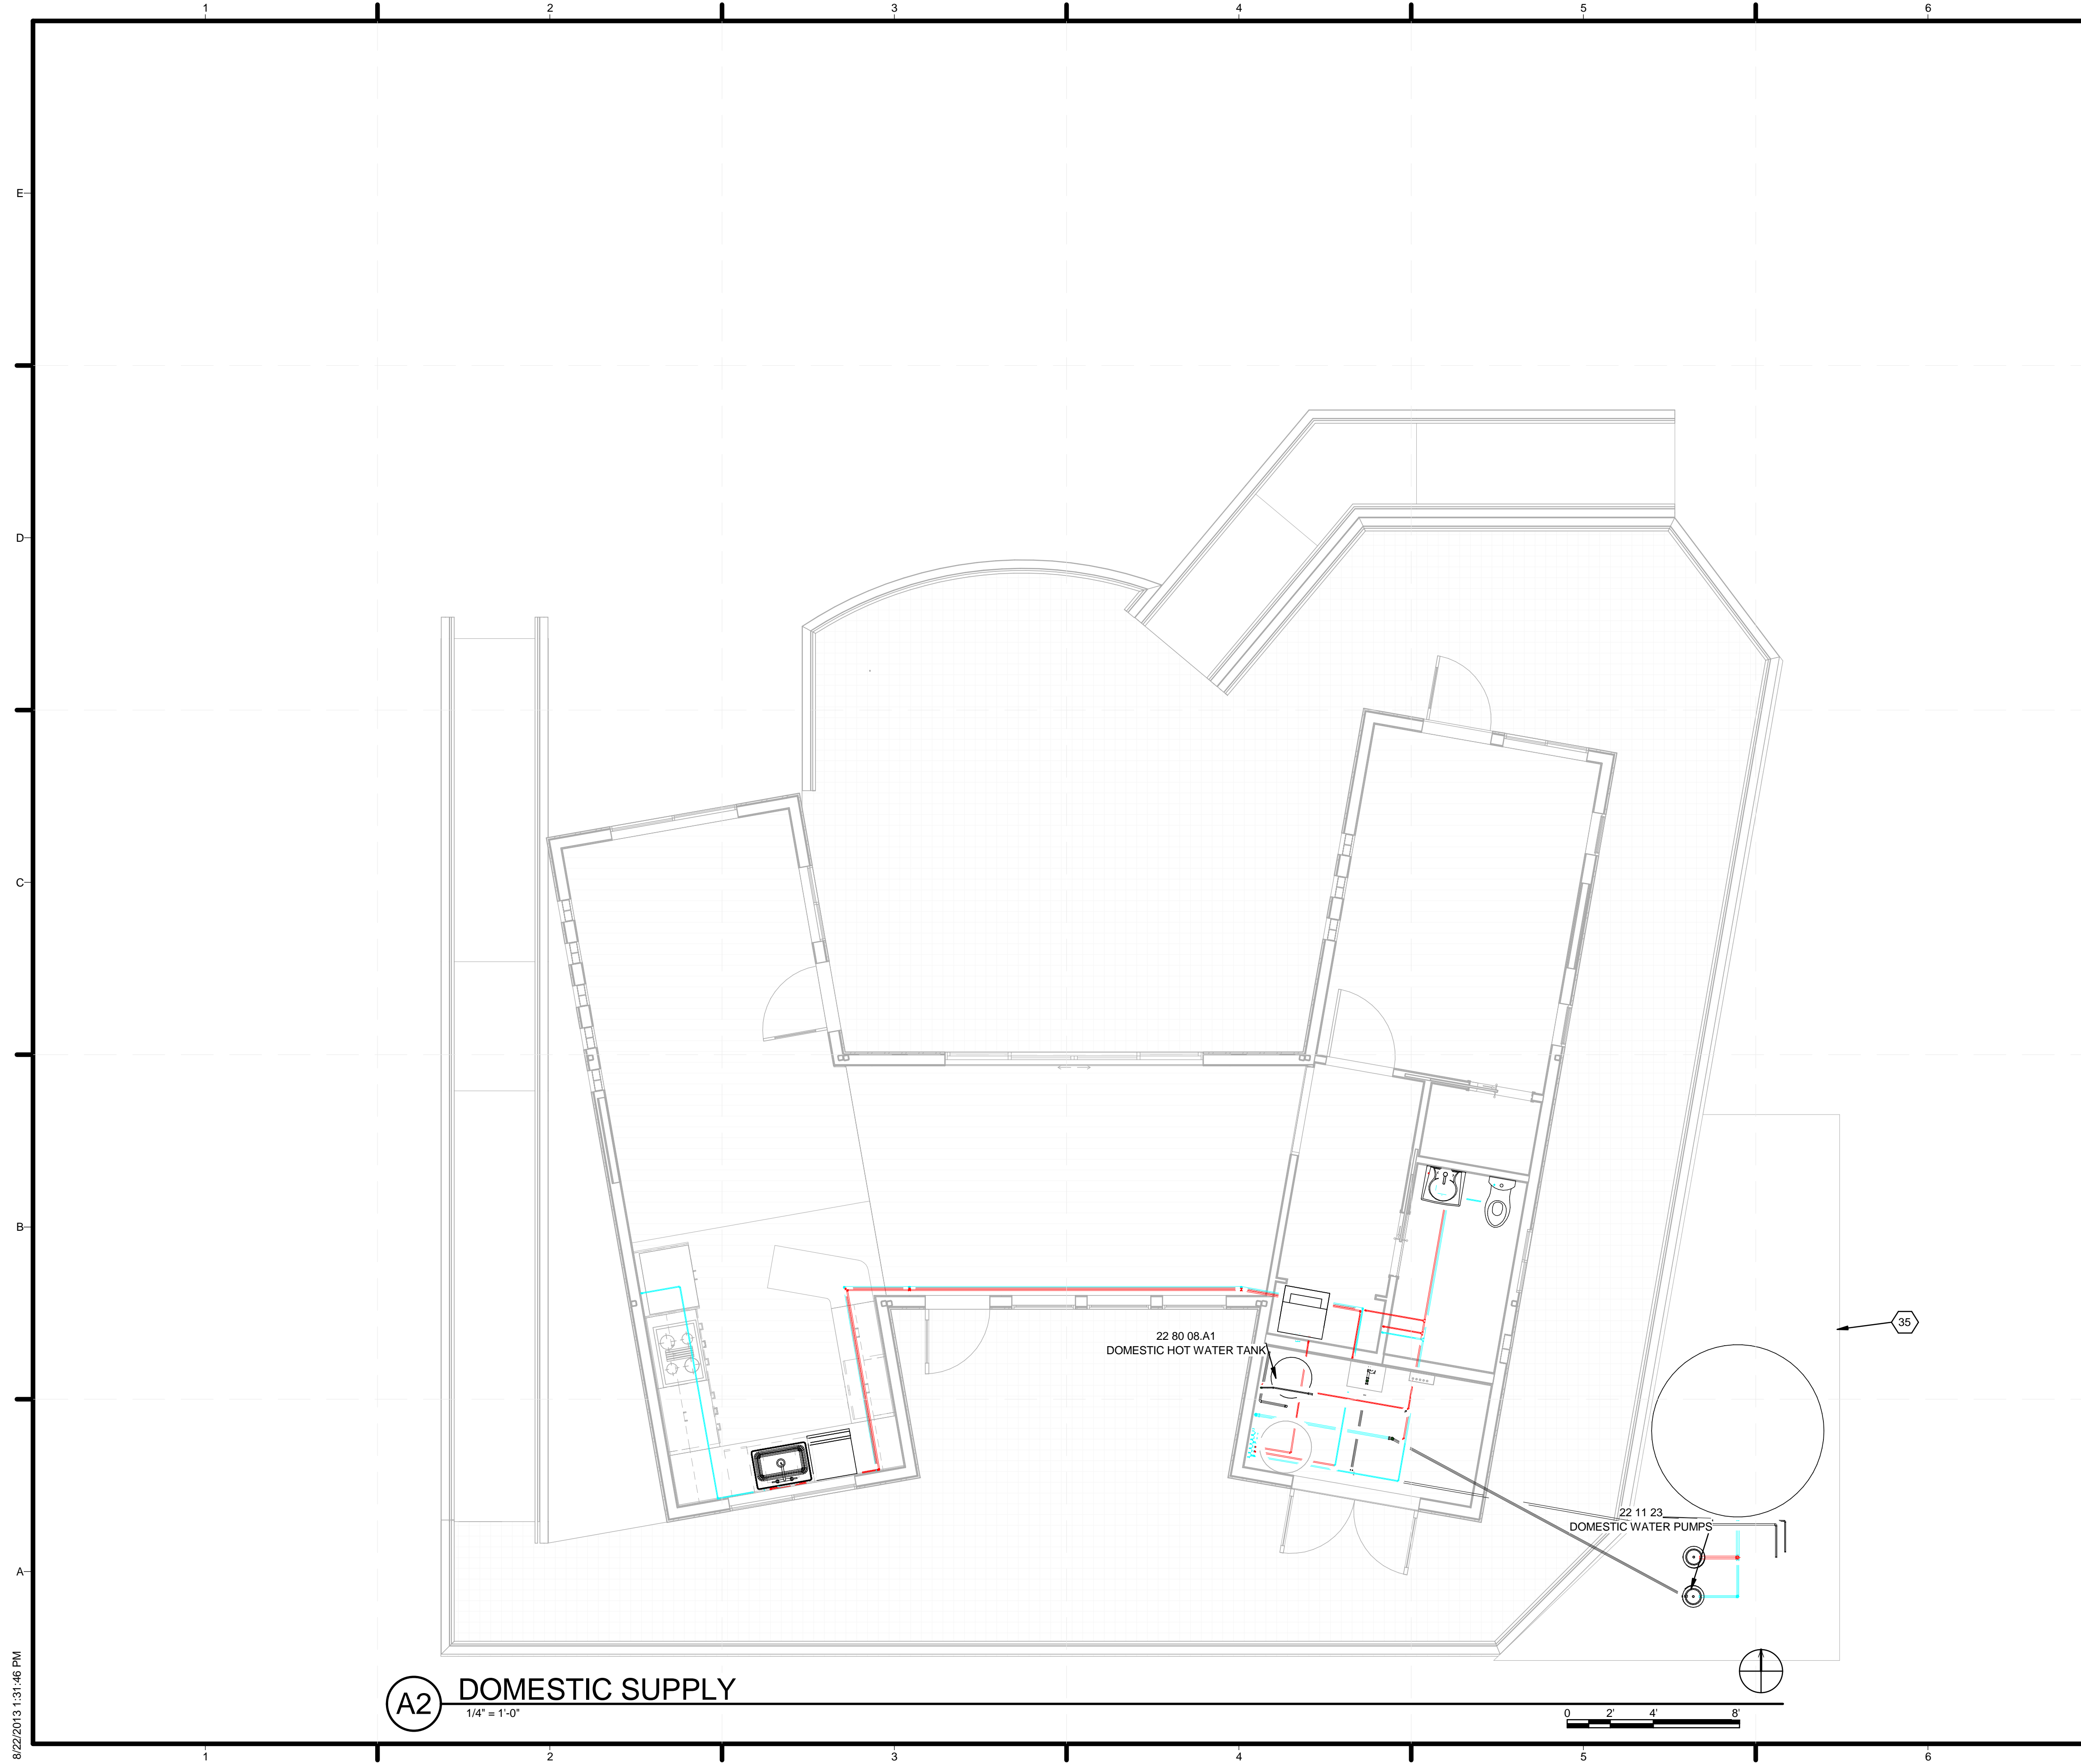 1 2 3 4 5 6
E
D
C
B
A
22 80 08.A1
DOMESTIC HOT WATER TANK
35
22 11 23
DOMESTIC WATER PUMPS
A2
DOMESTIC SUPPLY
1/4" = 1'-0"
0 2' 4' 8'
8/22/2013 1:31:46 PM
1 2 3 4 5 6